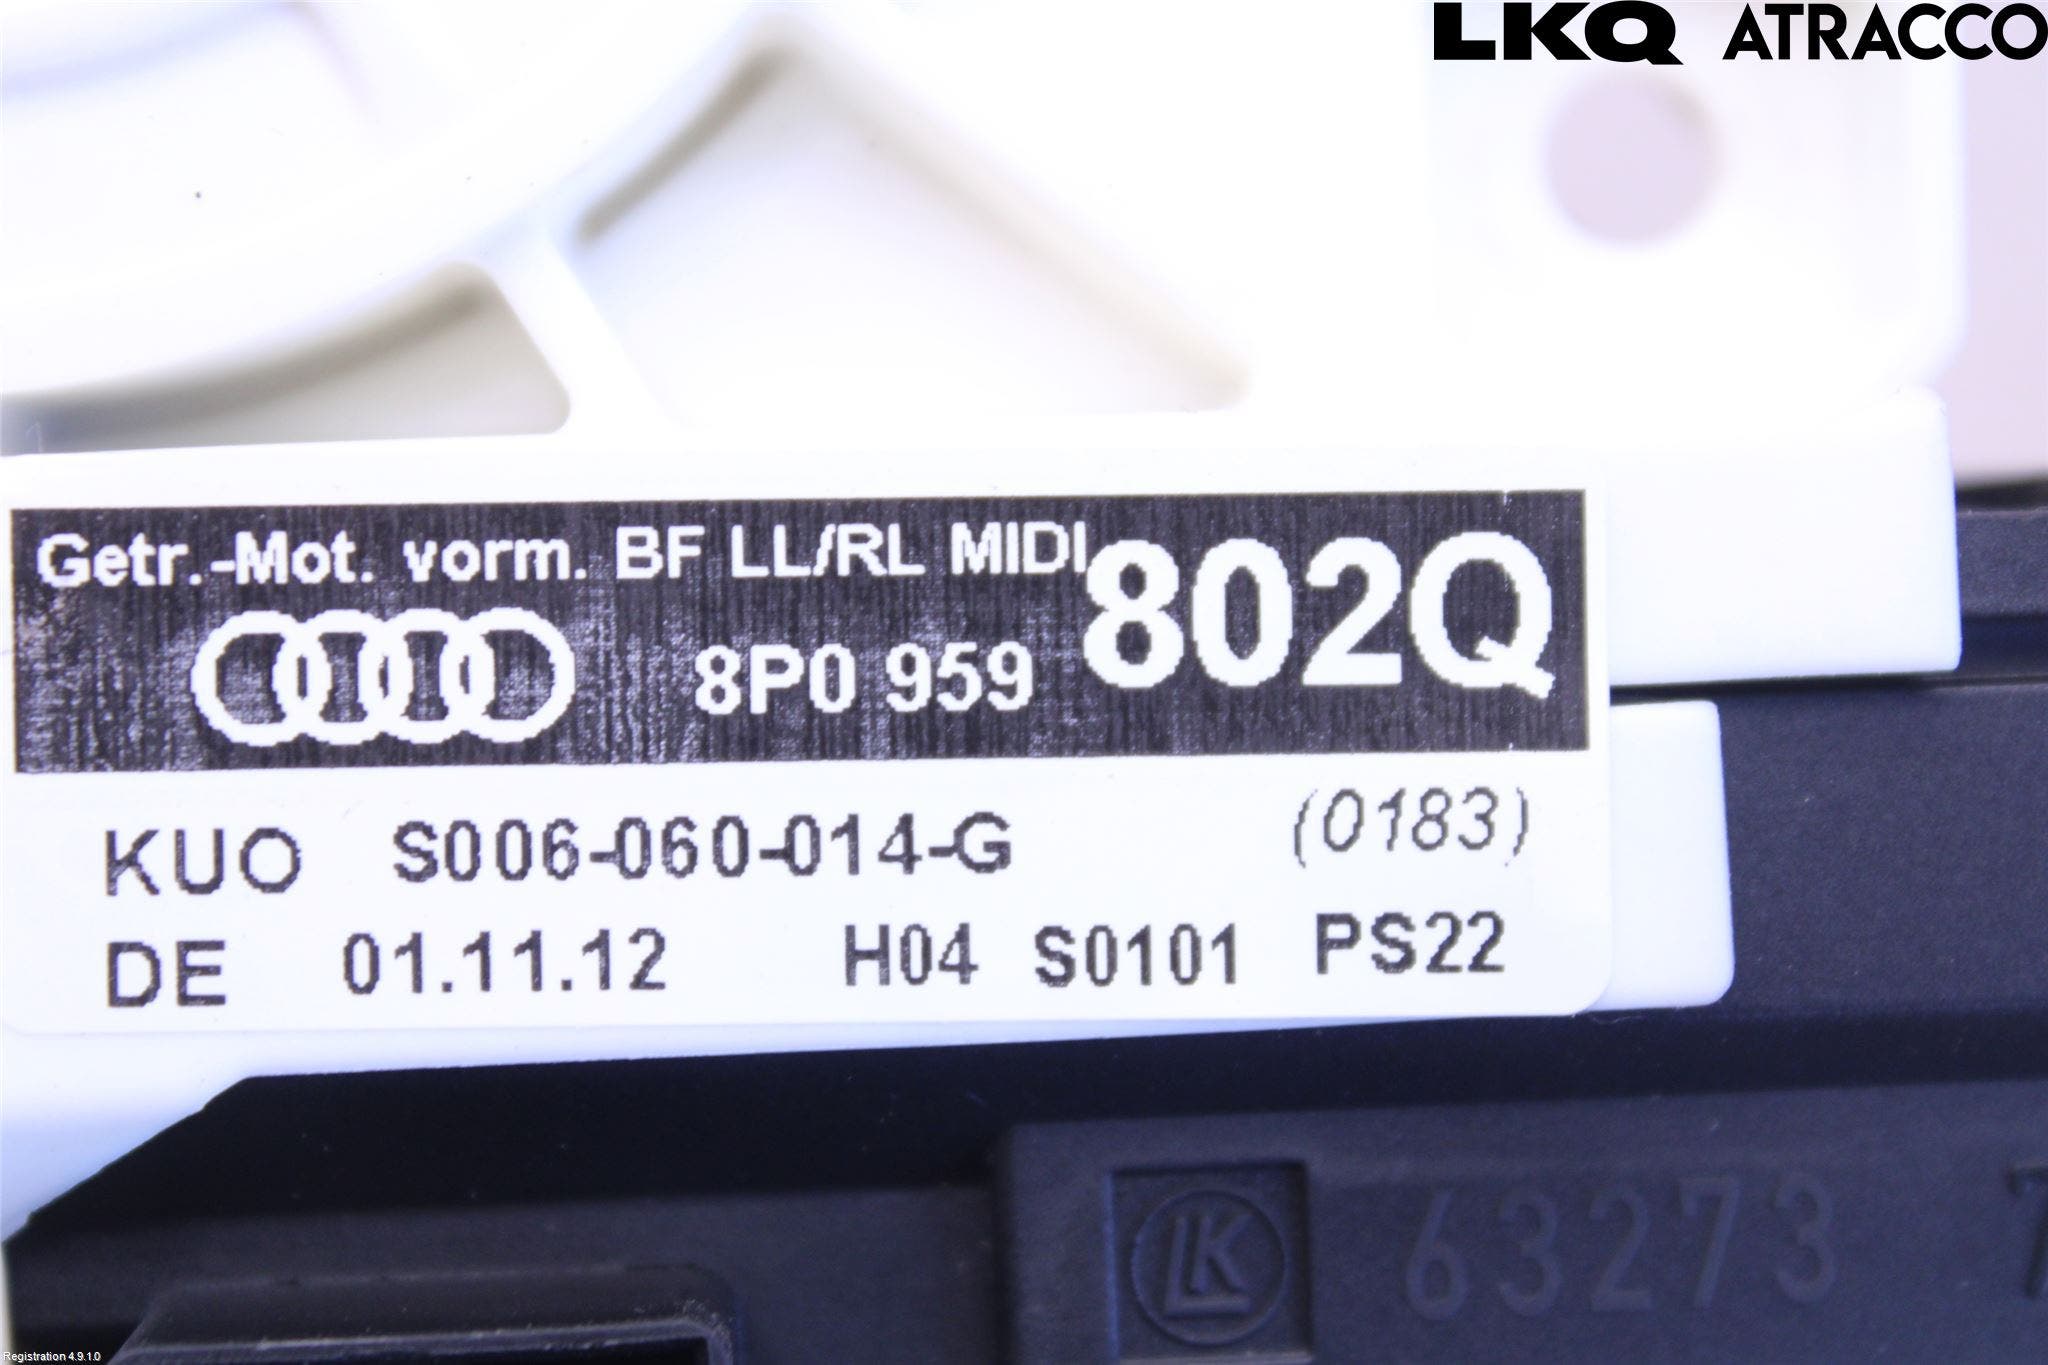 LKQ ATRACCO
Getr.-Mot. vorm. BF LL/RL MIDI
8P0 959 802Q
KUO S006-060-014-G (0183)
DE 01.11.12 H04 S0101 PS22
LK 63273
Registration 4.9.1.0